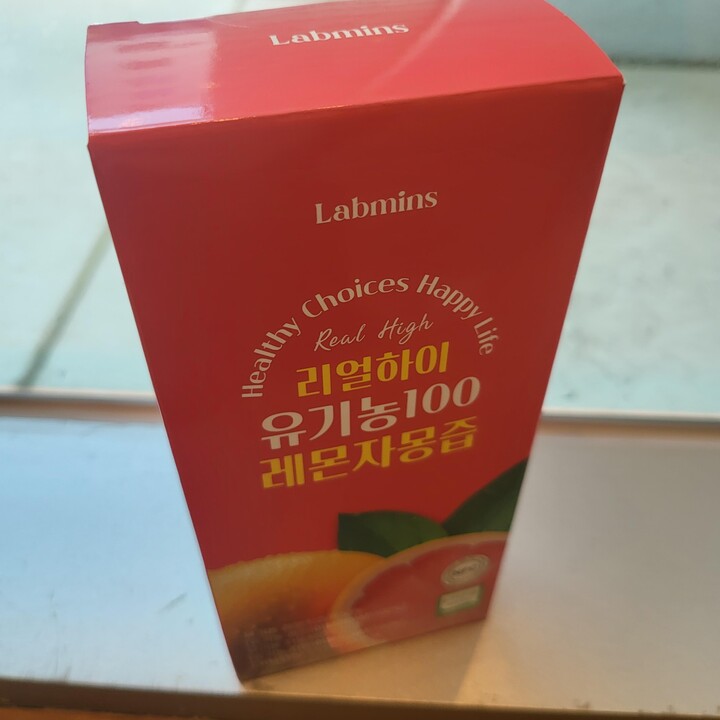 Labmins
Labmins
Healthy Choices Happy Life
Real High
리얼하이
유기농100
레몬자몽즙